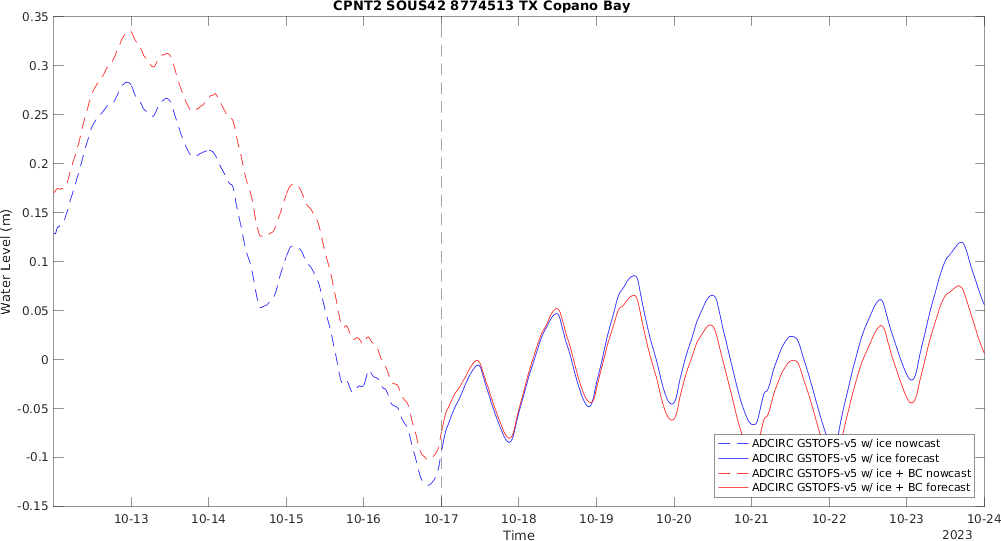 CPNT2 SOUS42 8774513 TX Copano Bay
0.35
0.3
0.25
0.2
0.15
0.1
0.05
0
-0.05
-0.1
-0.15
Water Level (m)
ADCIRC GSTOFS-v5 w/ ice nowcast
ADCIRC GSTOFS-v5 w/ ice forecast
ADCIRC GSTOFS-v5 w/ ice + BC nowcast
ADCIRC GSTOFS-v5 w/ ice + BC forecast
10-13 10-14 10-15 10-16 10-17 10-18 10-19 10-20 10-21 10-22 10-23 10-24
Time
2023